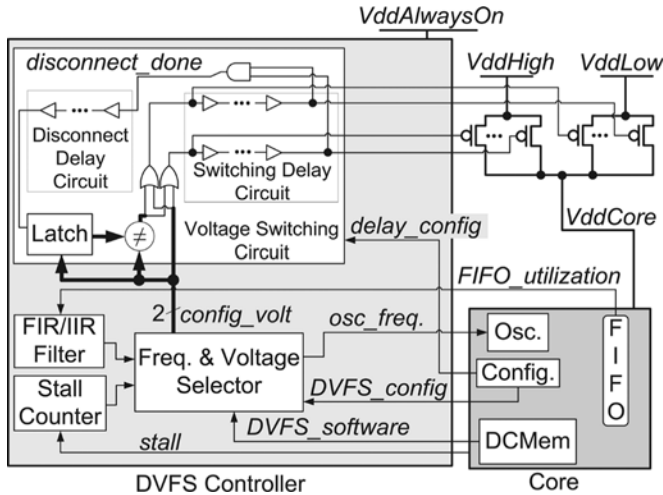 VddAlwaysOn
disconnect_done
VddHigh
VddLow
Disconnect
Delay
Circuit
Switching Delay
Circuit
Latch
≠
Voltage Switching
Circuit
delay_config
VddCore
FIFO_utilization
2
config_volt
FIR/IIR
Filter
Freq. & Voltage
Selector
osc_freq.
Osc.
FIFO
Stall
Counter
DVFS_config
Config.
DVFS_software
stall
DCMem
DVFS Controller
Core